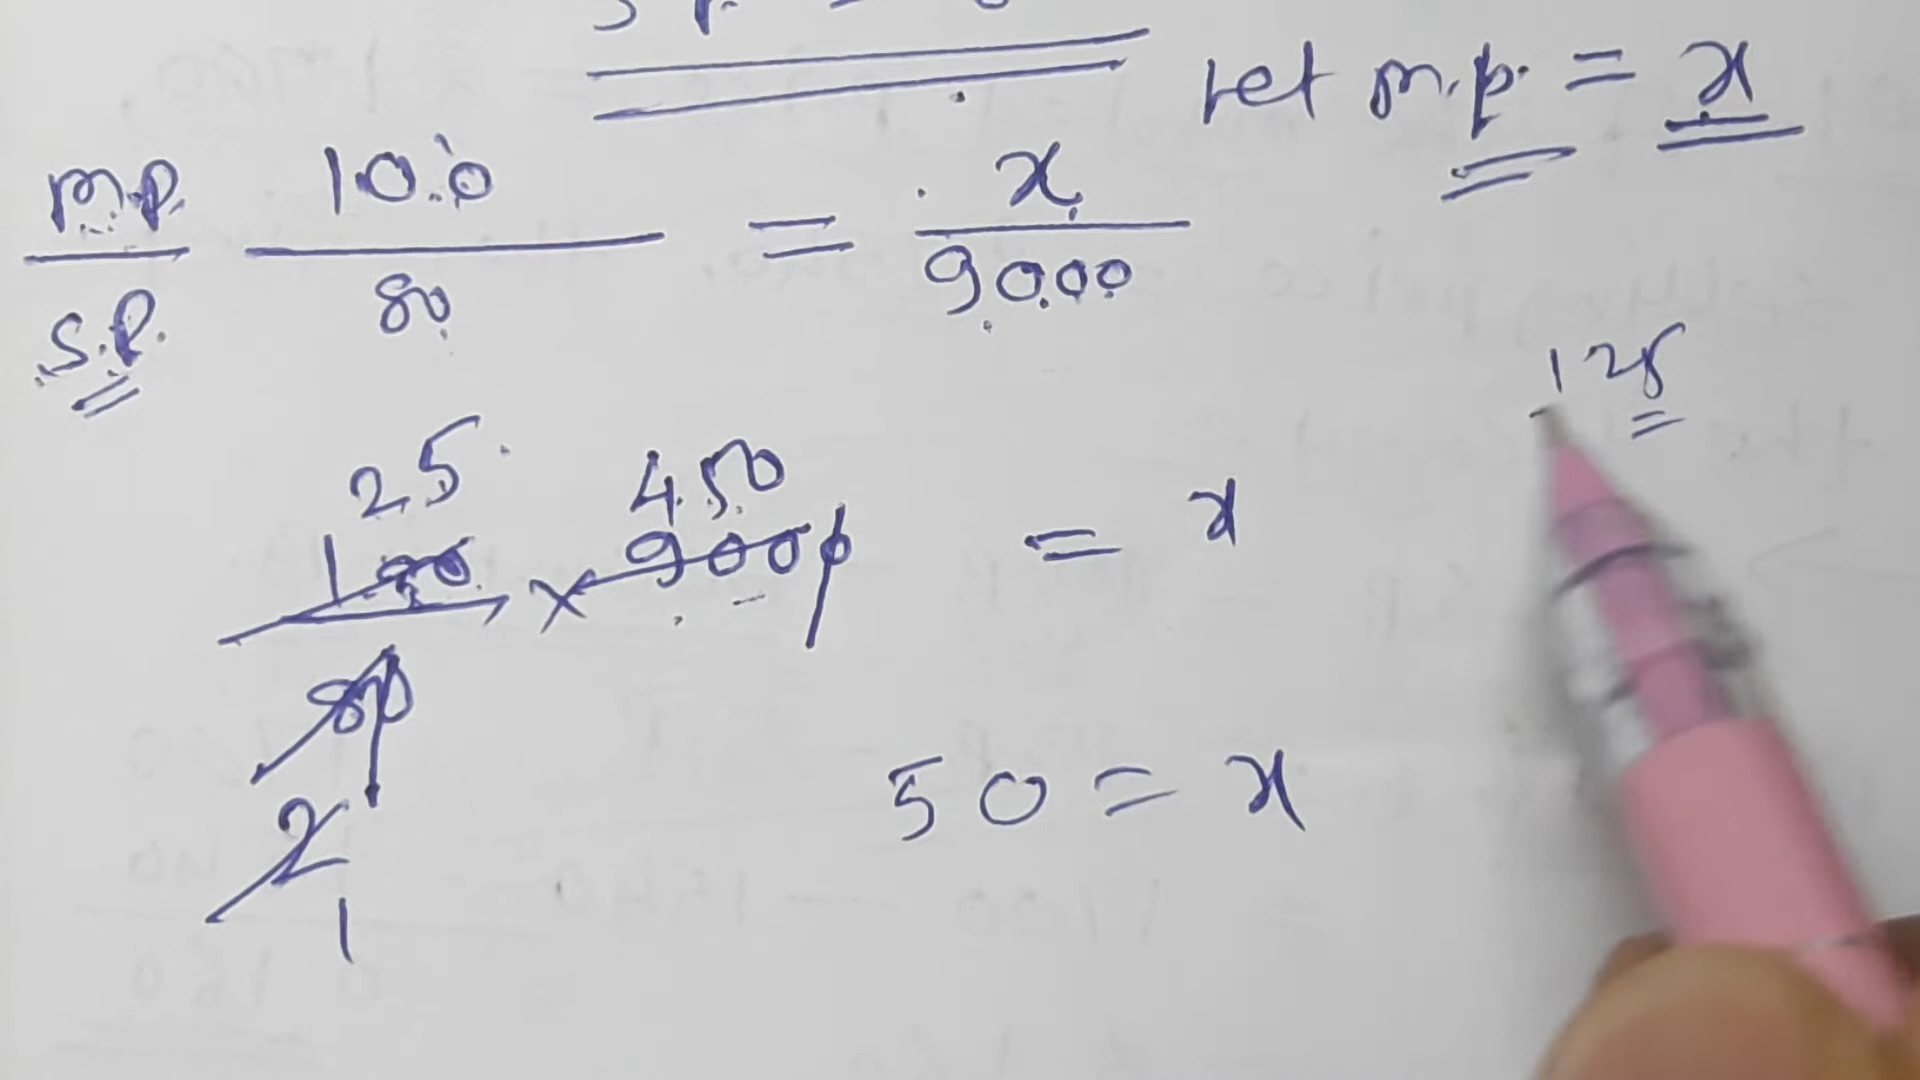 let m.p. = x
m.p. 100 = x
S.P. 80 9000
125
25 450
100 × 9000 = x
80
2
1
50 = x